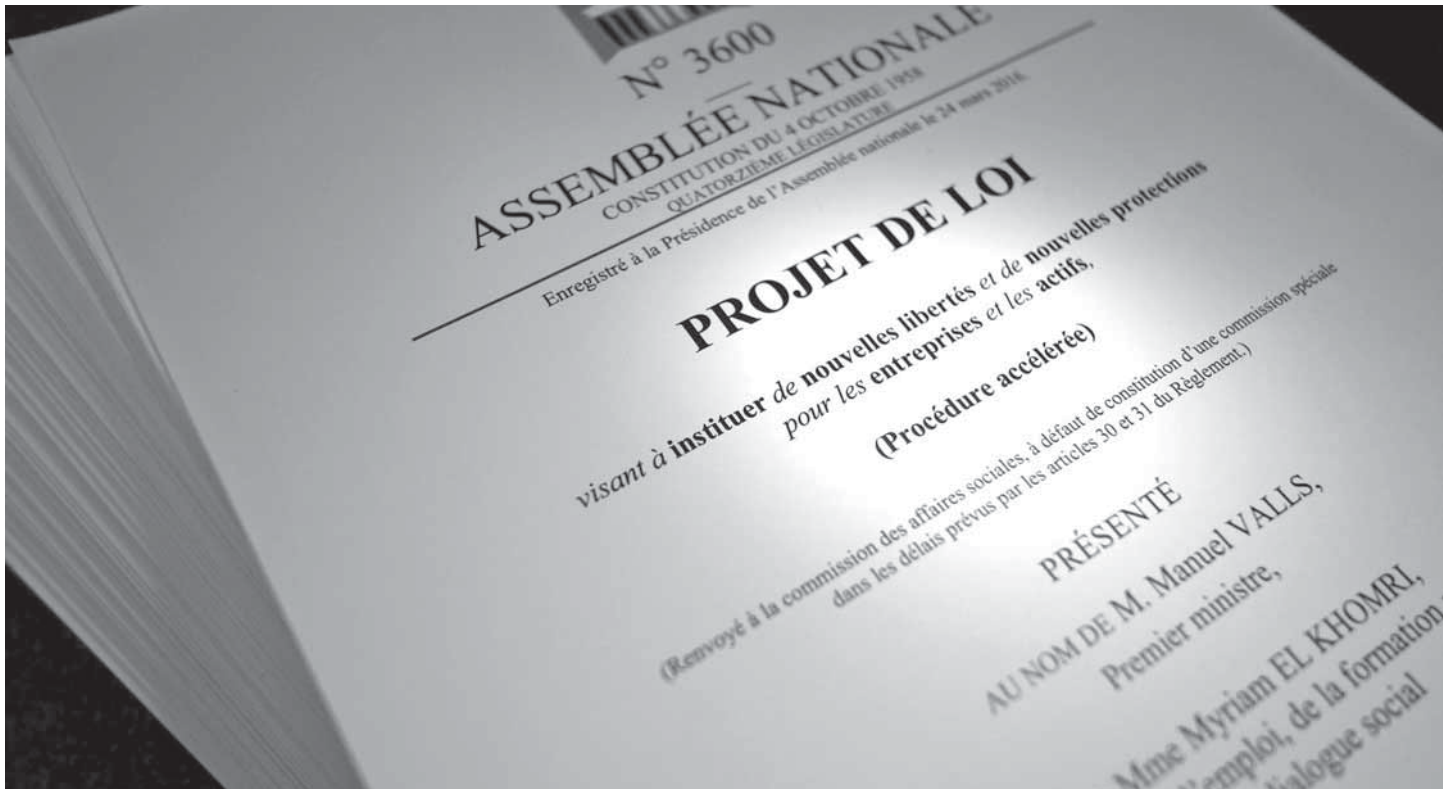 N° 3600
ASSEMBLÉE NATIONALE
CONSTITUTION DU 4 OCTOBRE 1958
QUATORZIÈME LÉGISLATURE
Enregistré à la Présidence de l'Assemblée nationale le 24 mars 2016.
PROJET DE LOI
visant à instituer de nouvelles libertés et de nouvelles protections
pour les entreprises et les actifs,
(Procédure accélérée)
(Renvoyé à la commission des affaires sociales, à défaut de constitution d'une commission spéciale
dans les délais prévus par les articles 30 et 31 du Règlement.)
PRÉSENTÉ
AU NOM DE M. Manuel VALLS,
Premier ministre,
Mme Myriam EL KHOMRI,
l'emploi, de la formation
dialogue social